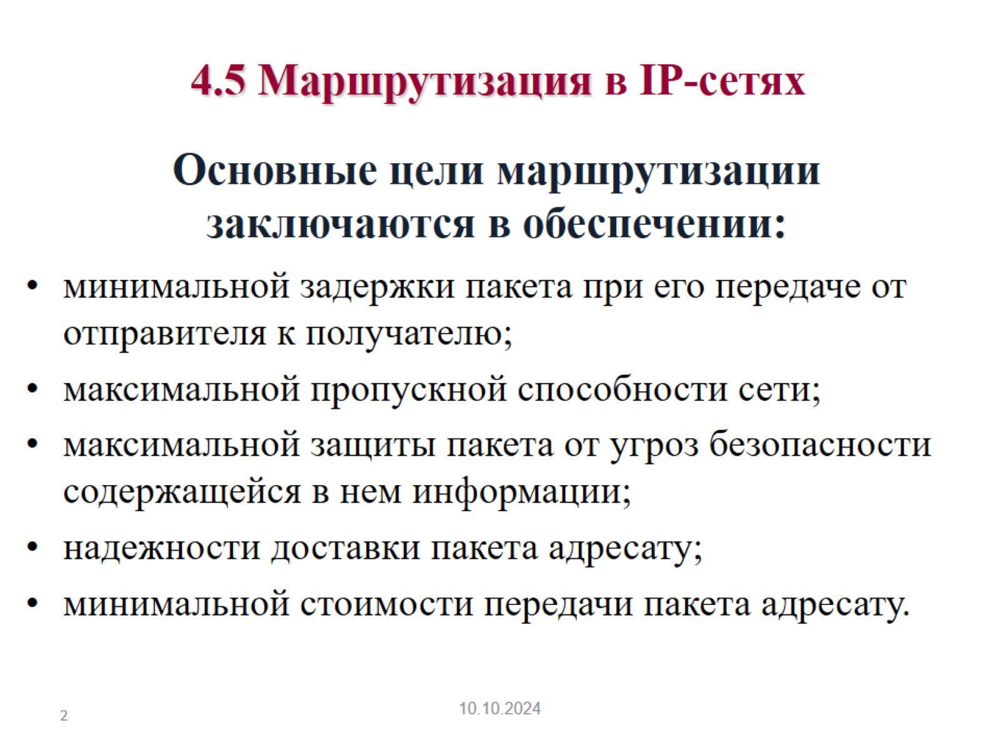 4.5 Маршрутизация в IP-сетях
Основные цели маршрутизации
заключаются в обеспечении:
• минимальной задержки пакета при его передаче от
отправителя к получателю;
• максимальной пропускной способности сети;
• максимальной защиты пакета от угроз безопасности
содержащейся в нем информации;
• надежности доставки пакета адресату;
• минимальной стоимости передачи пакета адресату.
10.10.2024
2